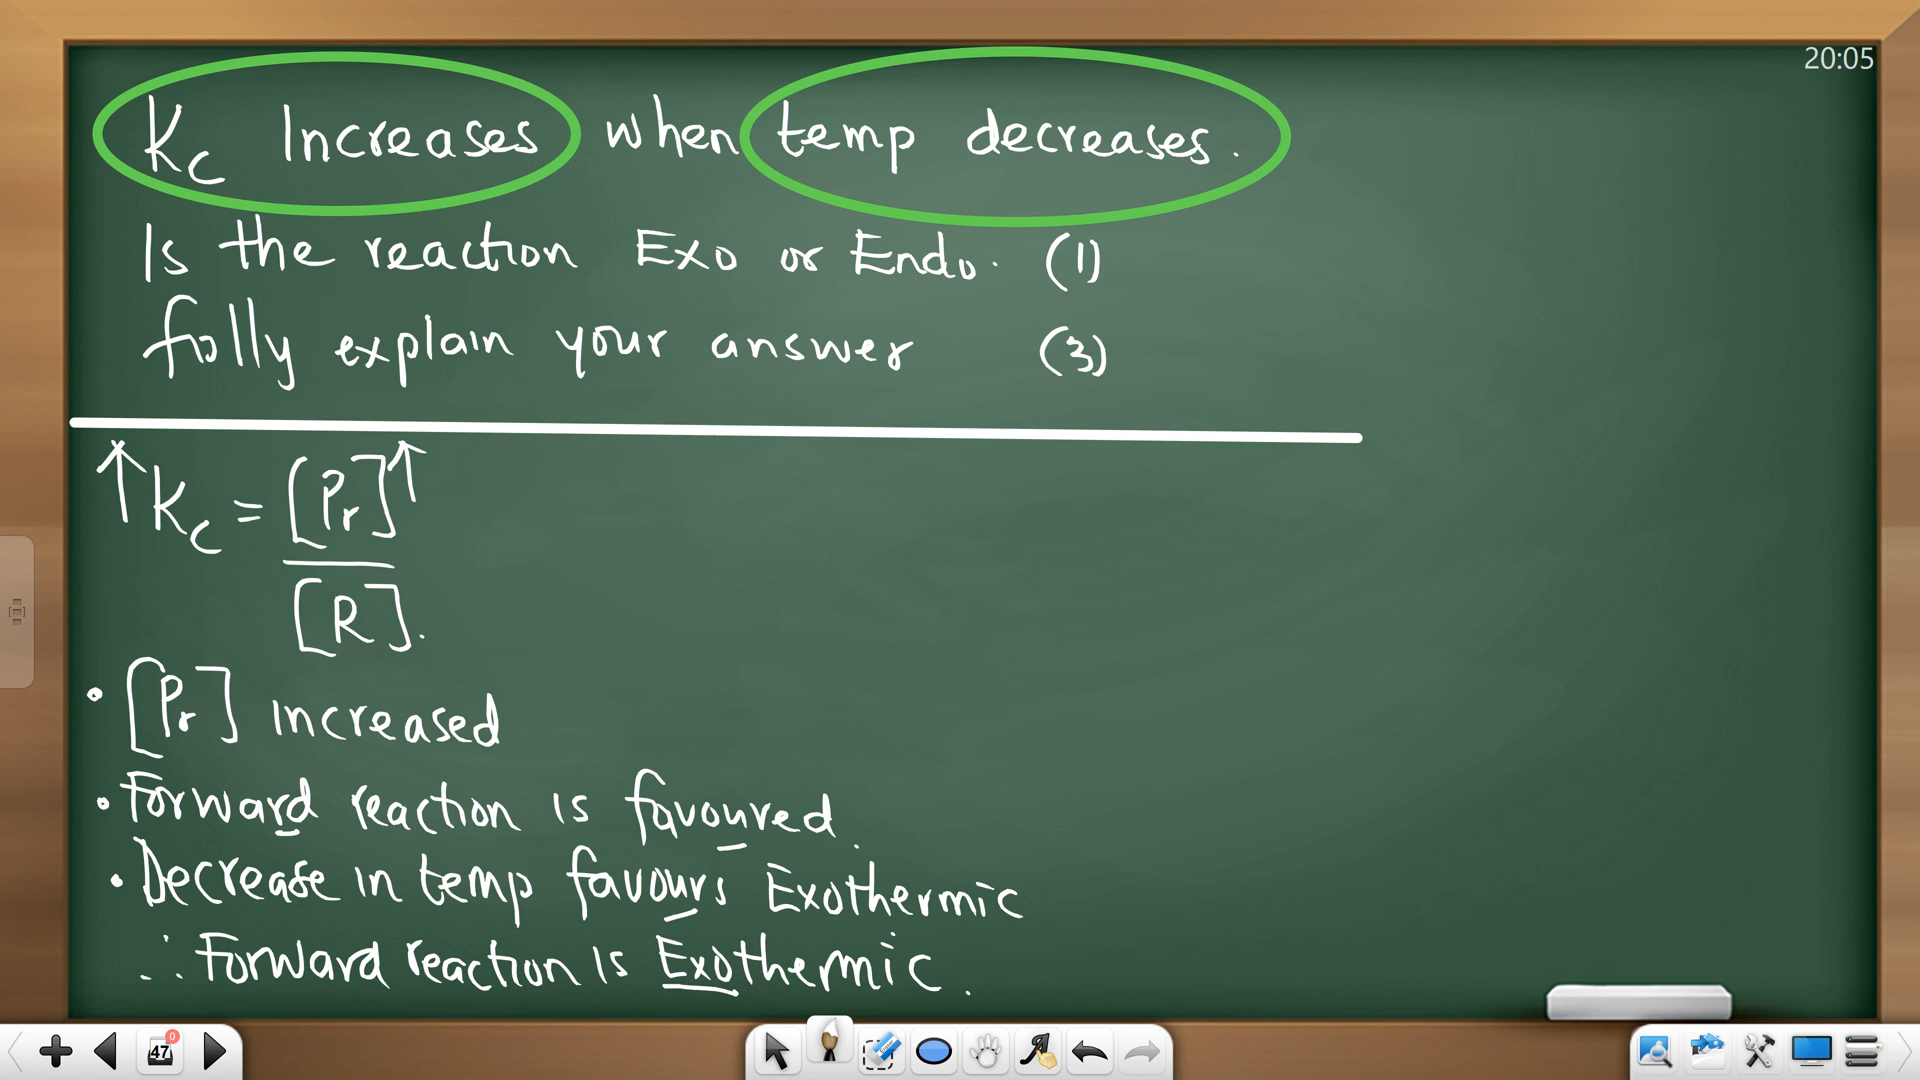 20:05
Kc Increases when temp decreases.
Is the reaction Exo or Endo. (1)
fully explain your answer (3)
↑Kc = [Pr]↑
[R].
• [Pr] increased
• Forward reaction is favoured.
• Decrease in temp favours Exothermic
∴ Forward reaction is Exothermic.
47
0